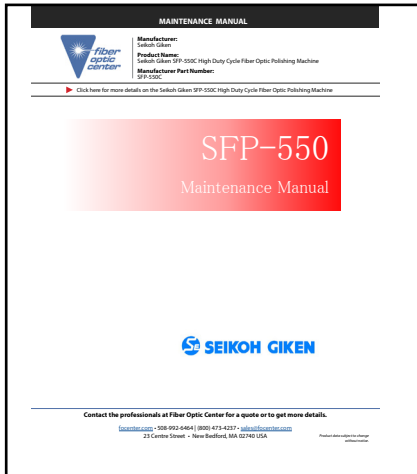 MAINTENANCE MANUAL
fiber
optic
center
Manufacturer:
Seikoh Giken
Product Name:
Seikoh Giken SFP-550C High Duty Cycle Fiber Optic Polishing Machine
Manufacturer Part Number:
SFP-550C
Click here for more details on the Seikoh Giken SFP-550C High Duty Cycle Fiber Optic Polishing Machine
SFP-550
Maintenance Manual
SEIKOH GIKEN
Contact the professionals at Fiber Optic Center for a quote or to get more details.
focenter.com • 508-992-6464 | (800) 473-4237 • sales@focenter.com
23 Centre Street • New Bedford, MA 02740 USA
Product data subject to change
without notice.